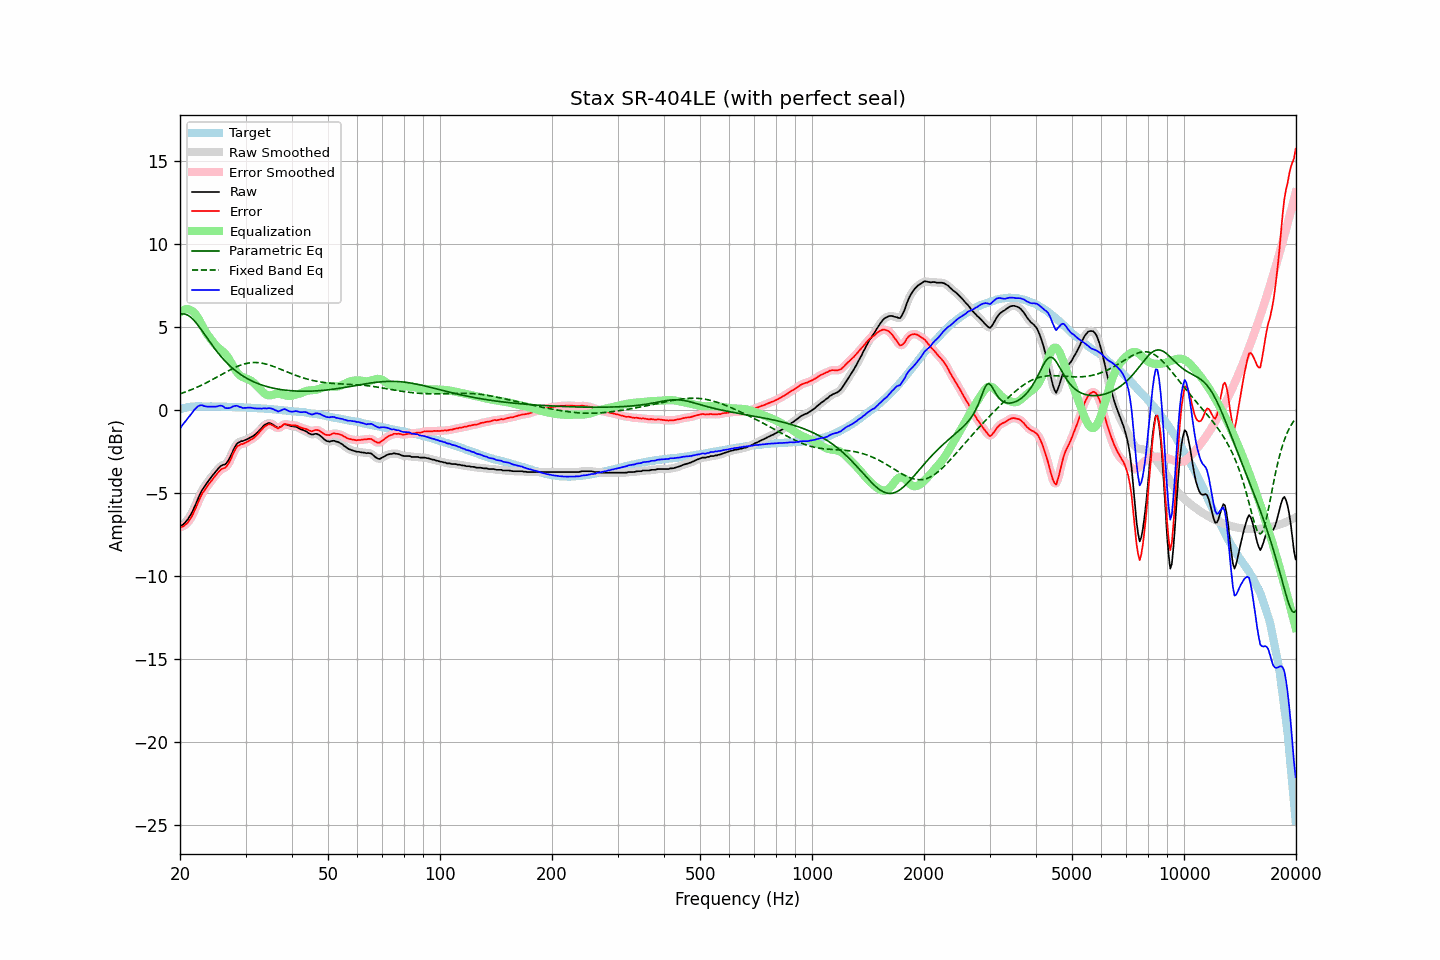 Stax SR-404LE (with perfect seal)
Target
Raw Smoothed
Error Smoothed
Raw
Error
Equalization
Parametric Eq
Fixed Band Eq
Equalized
Amplitude (dBr)
15
10
5
0
−5
−10
−15
−20
−25
20
50
100
200
500
1000
2000
5000
10000
20000
Frequency (Hz)